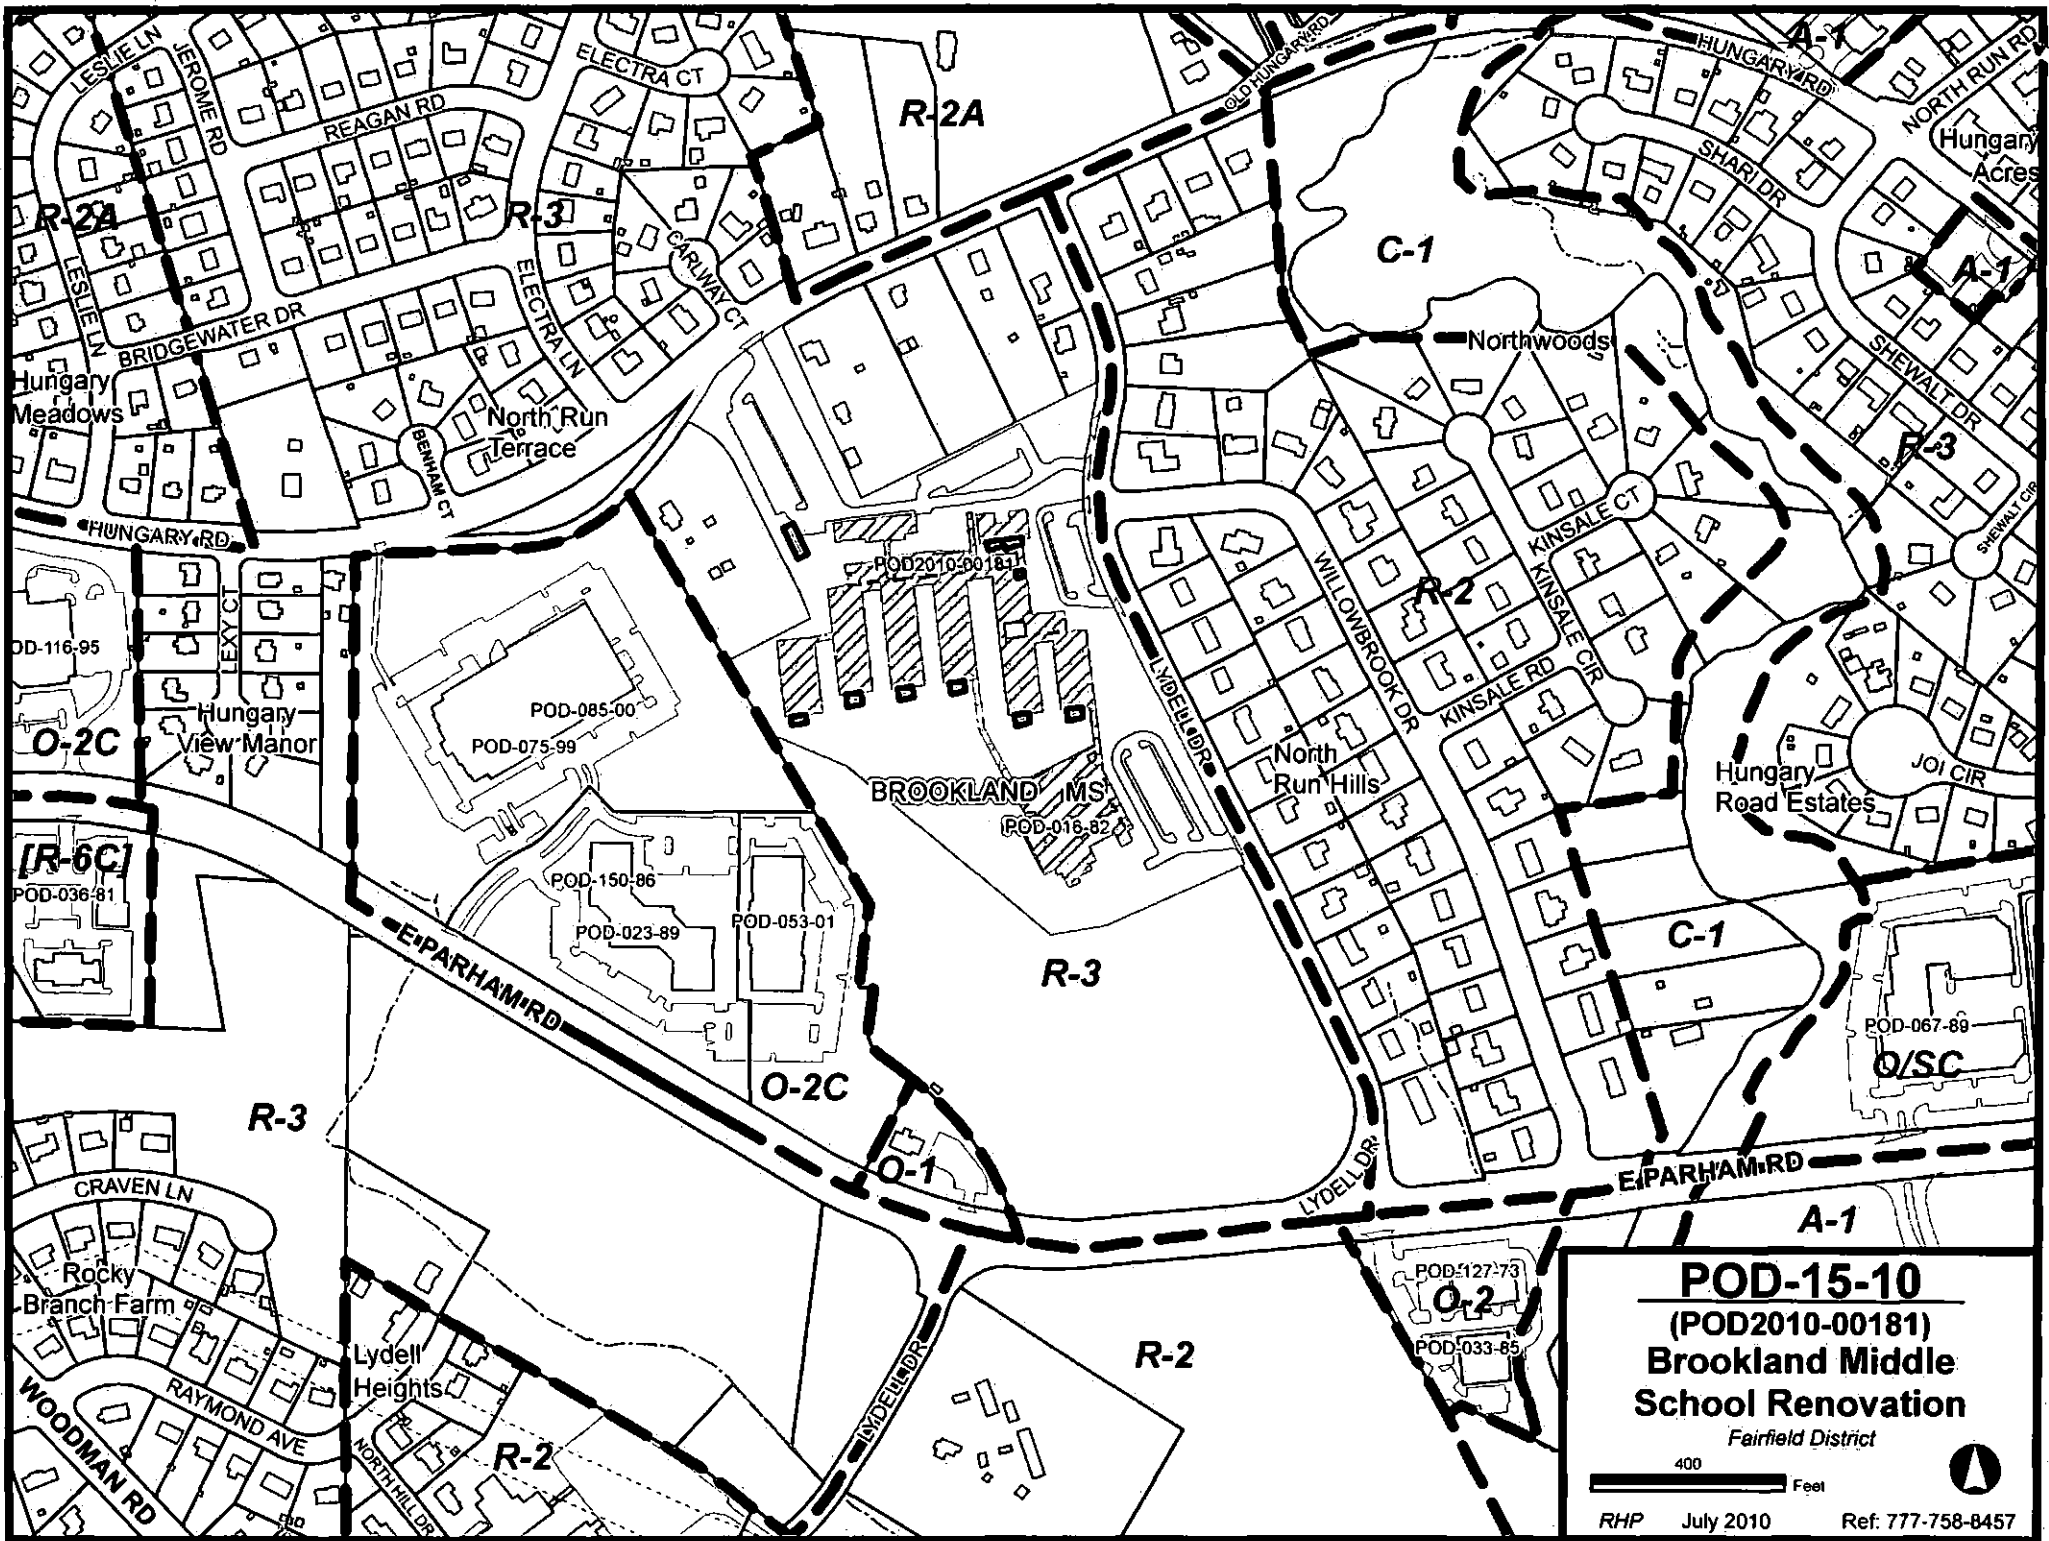 LESLIE LN
JEROME RD
REAGAN RD
ELECTRA CT
R-2A
OLD HUNGARY RD
HUNGARY RD
A-1
NORTH RUN RD
Hungary
Acres
SHARI DR
R-2A
R-3
CARLWAY CT
LESLIE LN
ELECTRA LN
BRIDGEWATER DR
C-1
A-1
Northwoods
SHEWALT DR
Hungary
Meadows
North Run
Terrace
BENHAM CT
R-3
SHEWALT CIR
HUNGARY RD
KINSALE CT
POD2010-00181
WILLOWBROOK DR
R-2
KINSALE CIR
LEXY CT
OD-116-95
LYDELL DR
KINSALE RD
POD-085-00
Hungary
View Manor
POD-075-99
O-2C
North
Run Hills
Hungary
Road Estates
JOI CIR
BROOKLAND MS
POD-016-82
[R-6C]
POD-036-81
POD-150-86
POD-023-89
POD-053-01
E PARHAM RD
R-3
C-1
POD-067-89
O/SC
O-2C
R-3
O-1
LYDELL DR
E PARHAM RD
CRAVEN LN
A-1
Rocky
Branch Farm
POD-127-73
O-2
POD-033-85
Lydell
Heights
LYDELL DR
R-2
RAYMOND AVE
WOODMAN RD
NORTH HILL DR
R-2
POD-15-10
(POD2010-00181)
Brookland Middle
School Renovation
Fairfield District
400
Feet
RHP July 2010 Ref: 777-758-8457